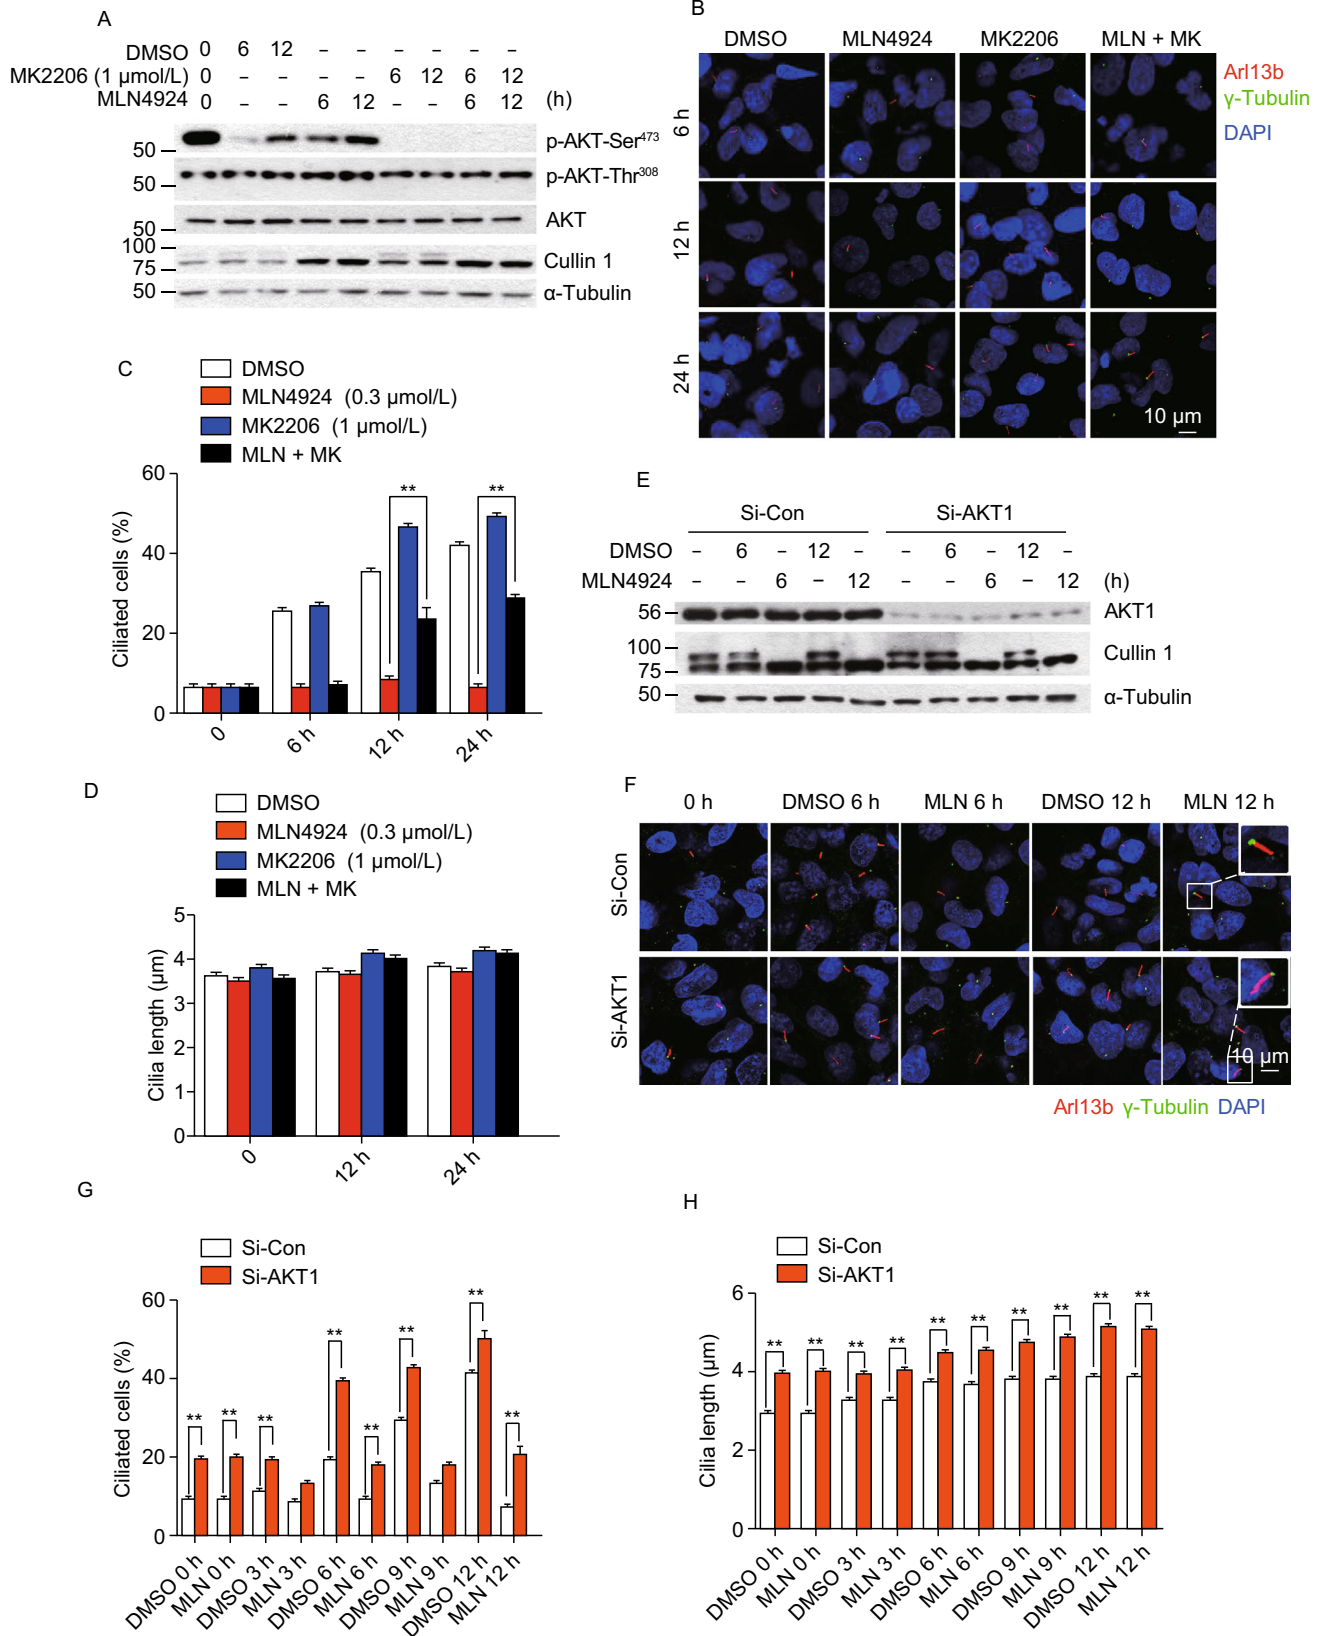 A
DMSO 0 6 12 – – – – – –
MK2206 (1 µmol/L) 0 – – – – 6 12 6 12
MLN4924 0 – – 6 12 – – 6 12 (h)
50 p-AKT-Ser473
50 p-AKT-Thr308
50 AKT
100
75 Cullin 1
50 α-Tubulin
B
DMSO MLN4924 MK2206 MLN + MK
6 h
12 h
24 h
Arl13b
γ-Tubulin
DAPI
10 µm
C
DMSO
MLN4924 (0.3 µmol/L)
MK2206 (1 µmol/L)
MLN + MK
Ciliated cells (%)
60
40
20
0
** **
0 6 h 12 h 24 h
D
DMSO
MLN4924 (0.3 µmol/L)
MK2206 (1 µmol/L)
MLN + MK
Cilia length (µm)
5
4
3
2
1
0
0 12 h 24 h
E
Si-Con Si-AKT1
DMSO – 6 – 12 – – 6 – 12 –
MLN4924 – – 6 – 12 – – 6 – 12 (h)
56 AKT1
100
75 Cullin 1
50 α-Tubulin
F
0 h DMSO 6 h MLN 6 h DMSO 12 h MLN 12 h
Si-Con
Si-AKT1
10 µm
Arl13b γ-Tubulin DAPI
G
Si-Con
Si-AKT1
Ciliated cells (%)
60
40
20
0
** ** ** ** ** ** ** **
DMSO 0 h MLN 0 h DMSO 3 h MLN 3 h DMSO 6 h MLN 6 h DMSO 9 h MLN 9 h DMSO 12 h MLN 12 h
H
Si-Con
Si-AKT1
Cilia length (µm)
6
4
2
0
** ** ** ** ** ** ** ** ** **
DMSO 0 h MLN 0 h DMSO 3 h MLN 3 h DMSO 6 h MLN 6 h DMSO 9 h MLN 9 h DMSO 12 h MLN 12 h